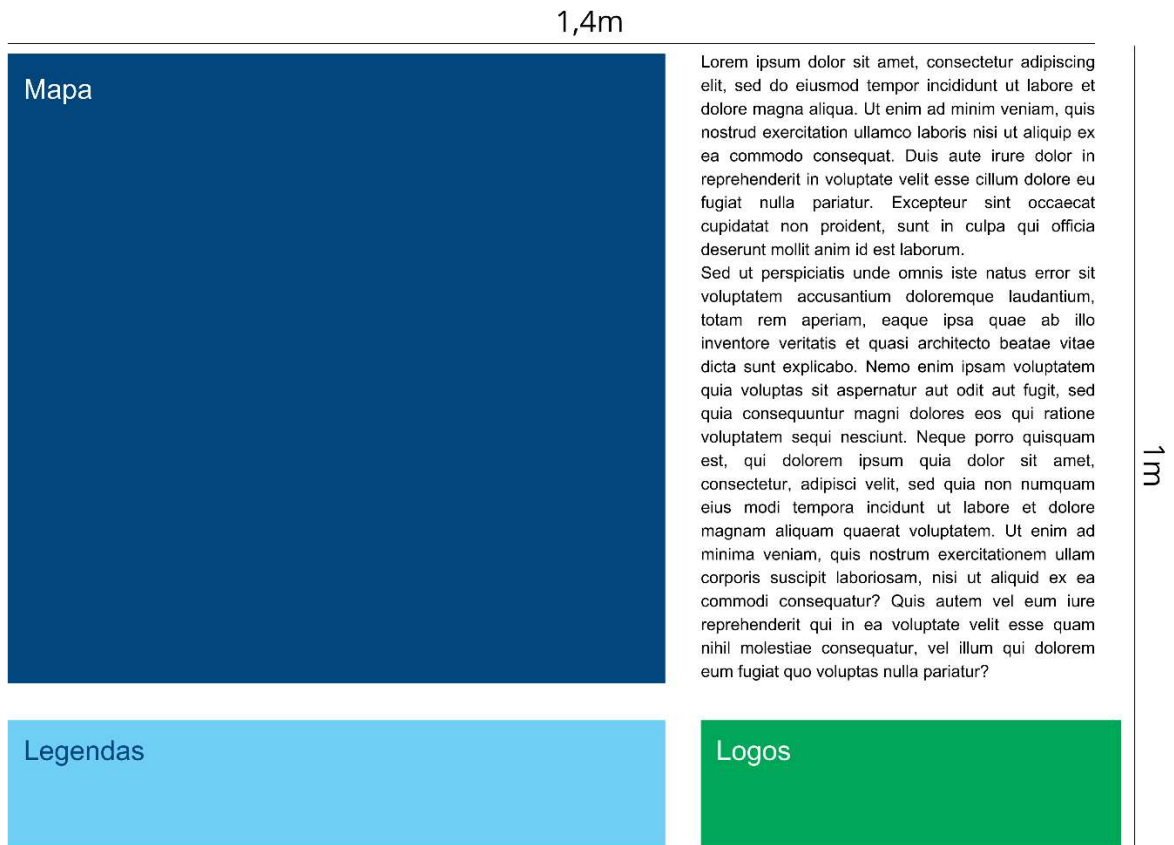 1,4m
Mapa
Lorem ipsum dolor sit amet, consectetur adipiscing
elit, sed do eiusmod tempor incididunt ut labore et
dolore magna aliqua. Ut enim ad minim veniam, quis
nostrud exercitation ullamco laboris nisi ut aliquip ex
ea commodo consequat. Duis aute irure dolor in
reprehenderit in voluptate velit esse cillum dolore eu
fugiat nulla pariatur. Excepteur sint occaecat
cupidatat non proident, sunt in culpa qui officia
deserunt mollit anim id est laborum.
Sed ut perspiciatis unde omnis iste natus error sit
voluptatem accusantium doloremque laudantium,
totam rem aperiam, eaque ipsa quae ab illo
inventore veritatis et quasi architecto beatae vitae
dicta sunt explicabo. Nemo enim ipsam voluptatem
quia voluptas sit aspernatur aut odit aut fugit, sed
quia consequuntur magni dolores eos qui ratione
voluptatem sequi nesciunt. Neque porro quisquam
est, qui dolorem ipsum quia dolor sit amet,
consectetur, adipisci velit, sed quia non numquam
eius modi tempora incidunt ut labore et dolore
magnam aliquam quaerat voluptatem. Ut enim ad
minima veniam, quis nostrum exercitationem ullam
corporis suscipit laboriosam, nisi ut aliquid ex ea
commodi consequatur? Quis autem vel eum iure
reprehenderit qui in ea voluptate velit esse quam
nihil molestiae consequatur, vel illum qui dolorem
eum fugiat quo voluptas nulla pariatur?
1m
Legendas
Logos